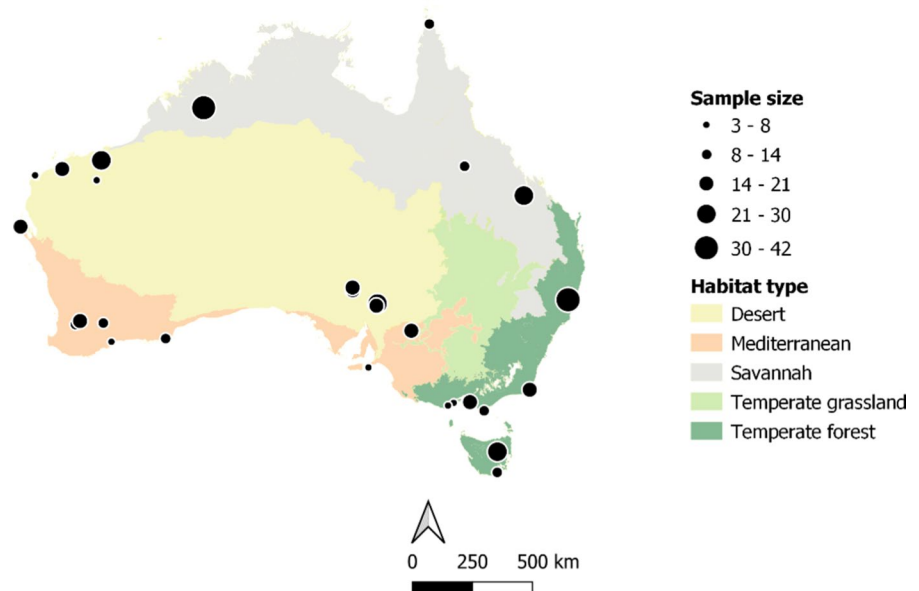 Sample size
3 - 8
8 - 14
14 - 21
21 - 30
30 - 42
Habitat type
Desert
Mediterranean
Savannah
Temperate grassland
Temperate forest
0 250 500 km